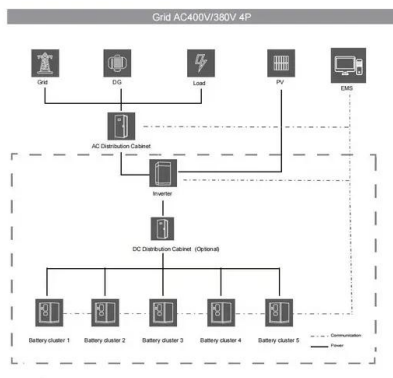 Grid AC400V/380V 4P
Grid
DG
Load
PV
EMS
AC Distribution Cabinet
Inverter
DC Distribution Cabinet (Optional)
Battery cluster 1
Battery cluster 2
Battery cluster 3
Battery cluster 4
Battery cluster 5
Communication
Power